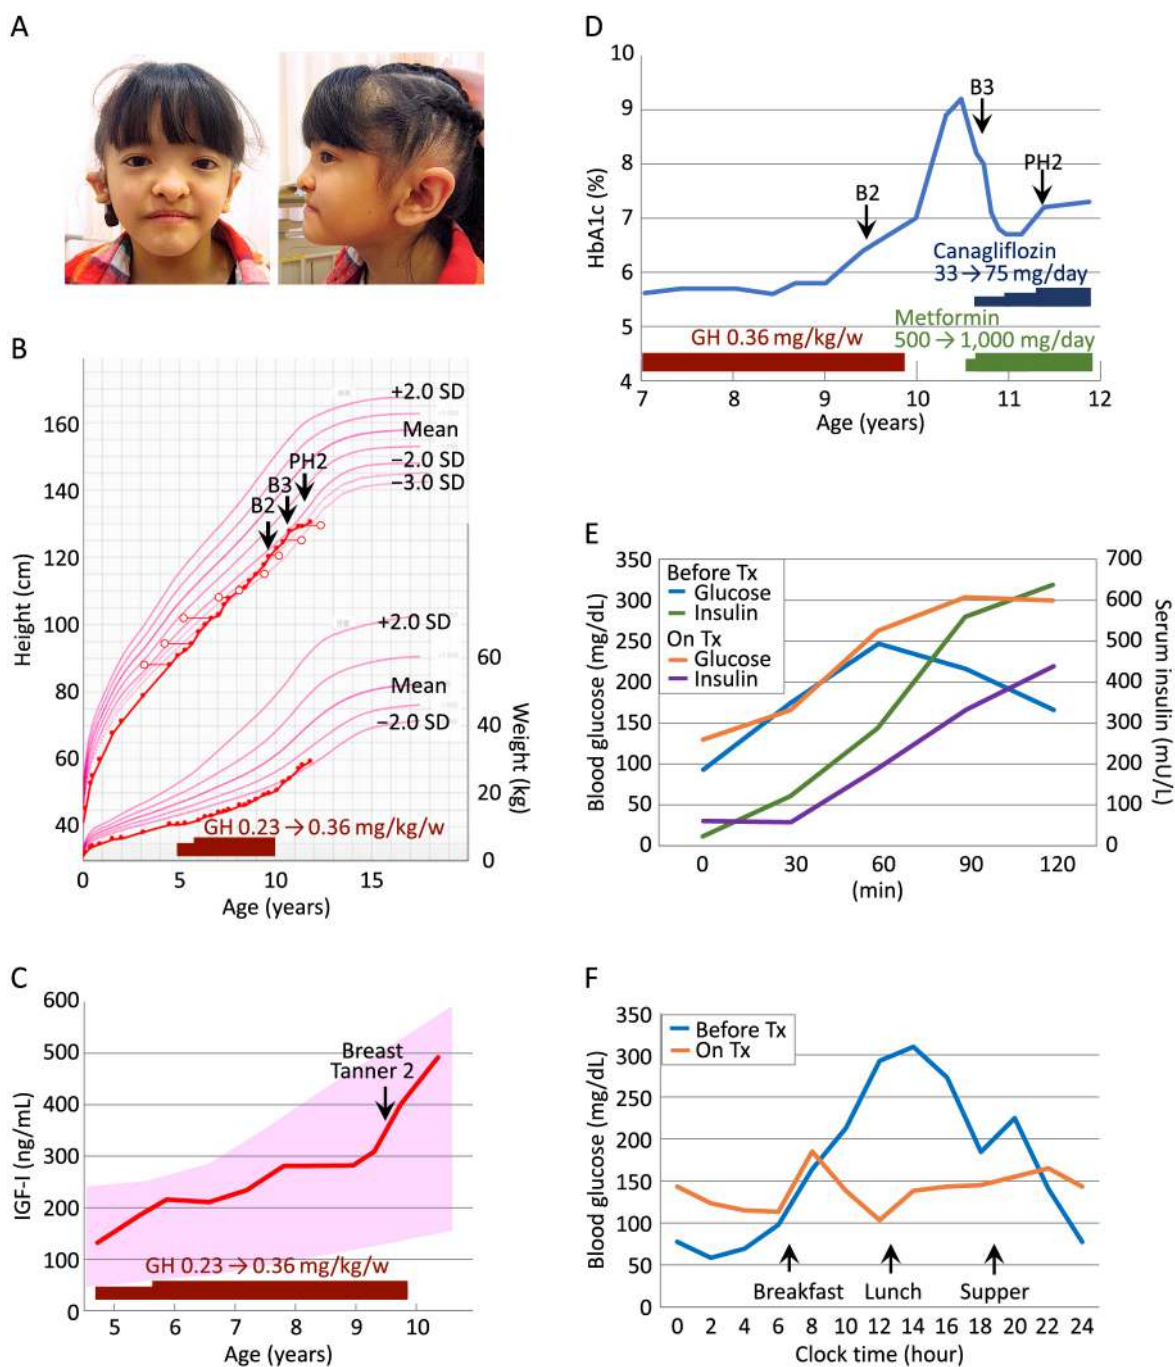 A
B
160
140
120
100
80
60
40
Height (cm)
+2.0 SD
Mean
−2.0 SD
−3.0 SD
PH2
B3
B2
+2.0 SD
Mean
−2.0 SD
60
40
20
0
Weight (kg)
GH 0.23 → 0.36 mg/kg/w
0 5 10 15
Age (years)
C
600
500
400
300
200
100
0
IGF-I (ng/mL)
Breast
Tanner 2
GH 0.23 → 0.36 mg/kg/w
5 6 7 8 9 10
Age (years)
D
10
9
8
7
6
5
4
HbA1c (%)
B3
PH2
B2
Canagliflozin
33 → 75 mg/day
Metformin
500 → 1,000 mg/day
GH 0.36 mg/kg/w
7 8 9 10 11 12
Age (years)
E
350
300
250
200
150
100
50
0
Blood glucose (mg/dL)
Before Tx
Glucose
Insulin
On Tx
Glucose
Insulin
700
600
500
400
300
200
100
0
Serum insulin (mU/L)
0 30 60 90 120
(min)
F
350
300
250
200
150
100
50
0
Blood glucose (mg/dL)
Before Tx
On Tx
Breakfast Lunch Supper
0 2 4 6 8 10 12 14 16 18 20 22 24
Clock time (hour)